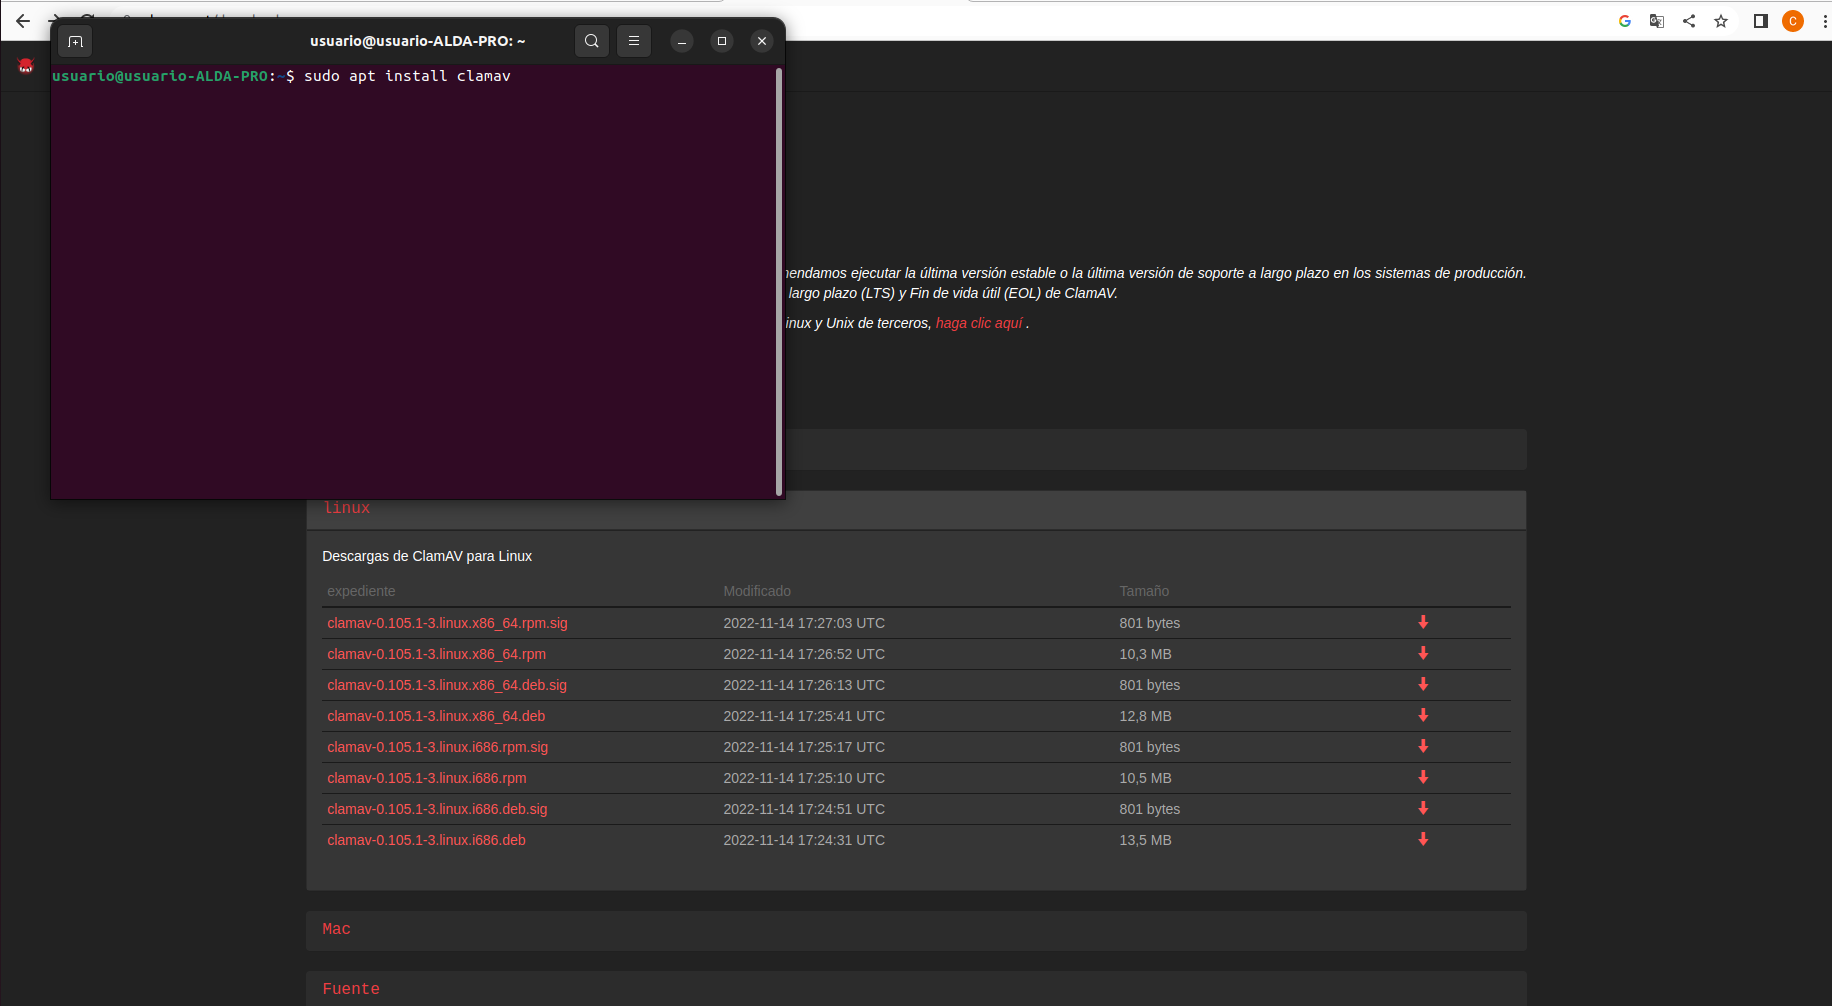 C
usuario@usuario-ALDA-PRO: ~
usuario@usuario-ALDA-PRO:~$ sudo apt install clamav
ejecutar la última versión estable o la última versión de soporte a largo plazo en los sistemas de producción.
largo plazo (LTS) y Fin de vida útil (EOL) de ClamAV.
y Unix de terceros, haga clic aquí .
linux
Descargas de ClamAV para Linux
expediente Modificado Tamaño
clamav-0.105.1-3.linux.x86_64.rpm.sig 2022-11-14 17:27:03 UTC 801 bytes
clamav-0.105.1-3.linux.x86_64.rpm 2022-11-14 17:26:52 UTC 10,3 MB
clamav-0.105.1-3.linux.x86_64.deb.sig 2022-11-14 17:26:13 UTC 801 bytes
clamav-0.105.1-3.linux.x86_64.deb 2022-11-14 17:25:41 UTC 12,8 MB
clamav-0.105.1-3.linux.i686.rpm.sig 2022-11-14 17:25:17 UTC 801 bytes
clamav-0.105.1-3.linux.i686.rpm 2022-11-14 17:25:10 UTC 10,5 MB
clamav-0.105.1-3.linux.i686.deb.sig 2022-11-14 17:24:51 UTC 801 bytes
clamav-0.105.1-3.linux.i686.deb 2022-11-14 17:24:31 UTC 13,5 MB
Mac
Fuente